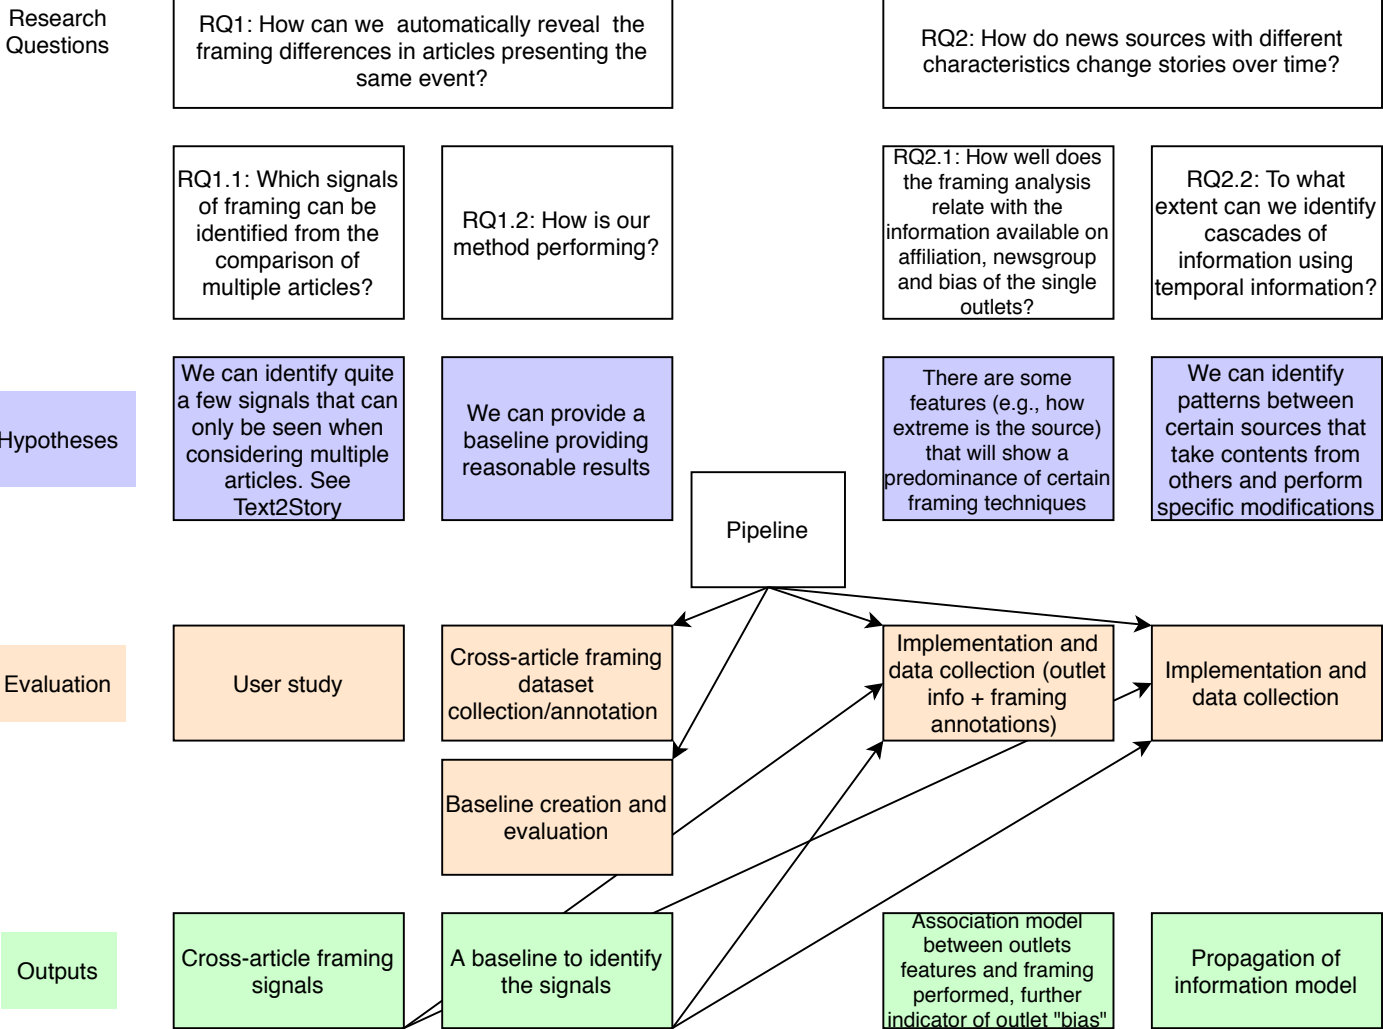 Research
Questions
RQ1: How can we automatically reveal the
framing differences in articles presenting the
same event?
RQ2: How do news sources with different
characteristics change stories over time?
RQ1.1: Which signals
of framing can be
identified from the
comparison of
multiple articles?
RQ1.2: How is our
method performing?
RQ2.1: How well does
the framing analysis
relate with the
information available on
affiliation, newsgroup
and bias of the single
outlets?
RQ2.2: To what
extent can we identify
cascades of
information using
temporal information?
Hypotheses
We can identify quite
a few signals that can
only be seen when
considering multiple
articles. See
Text2Story
We can provide a
baseline providing
reasonable results
There are some
features (e.g., how
extreme is the source)
that will show a
predominance of certain
framing techniques
We can identify
patterns between
certain sources that
take contents from
others and perform
specific modifications
Pipeline
Evaluation
User study
Cross-article framing
dataset
collection/annotation
Implementation and
data collection (outlet
info + framing
annotations)
Implementation and
data collection
Baseline creation and
evaluation
Outputs
Cross-article framing
signals
A baseline to identify
the signals
Association model
between outlets
features and framing
performed, further
indicator of outlet "bias"
Propagation of
information model